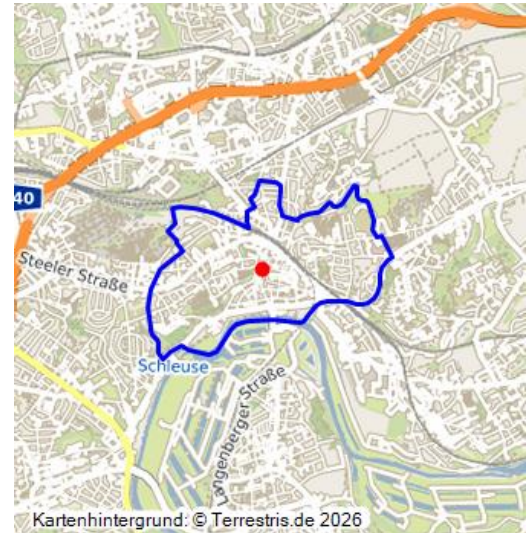 40
Steeler Straße
Schleuse
Langenberger Straße
Kartenhintergrund: © Terrestris.de 2026